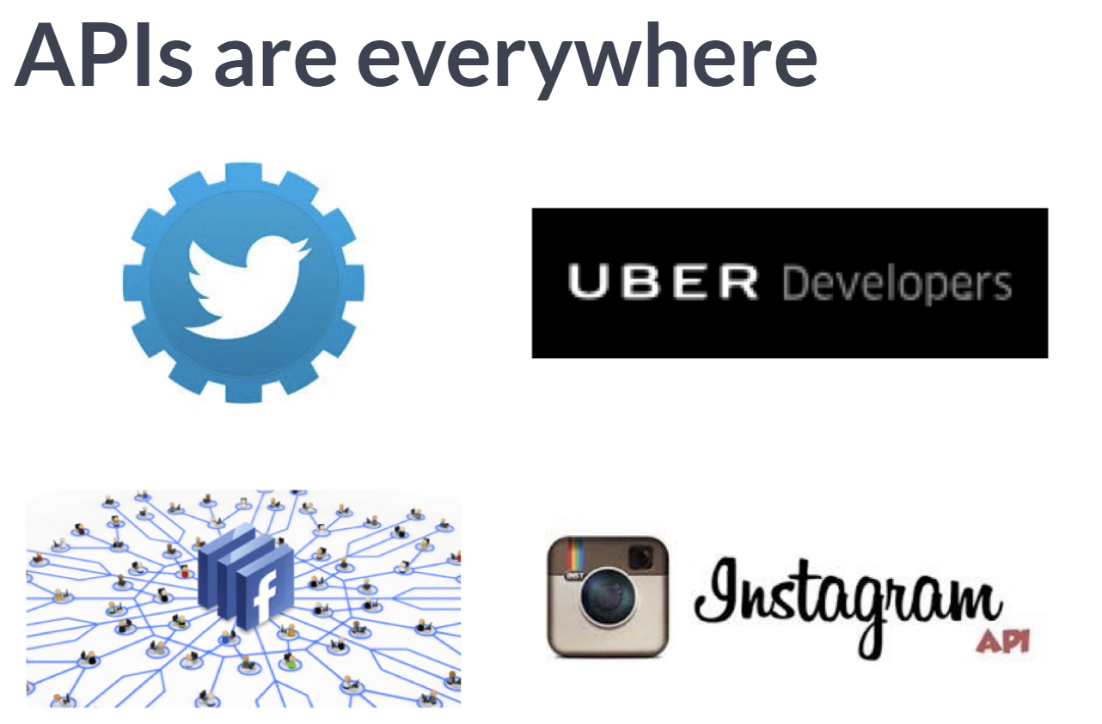 APIs are everywhere
UBER Developers
f
INST
Instagram
API